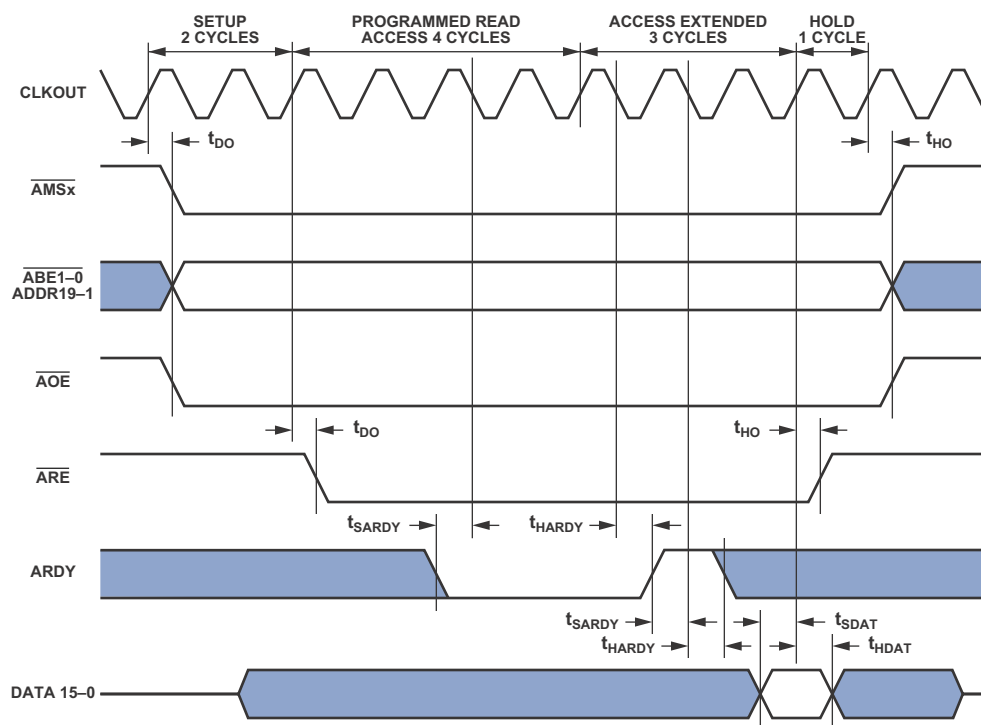 SETUP
2 CYCLES
PROGRAMMED READ
ACCESS 4 CYCLES
ACCESS EXTENDED
3 CYCLES
HOLD
1 CYCLE
CLKOUT
tDO
tHO
AMSx
ABE1–0
ADDR19–1
AOE
tDO
tHO
ARE
tSARDY
tHARDY
ARDY
tSARDY
tSDAT
tHARDY
tHDAT
DATA 15–0